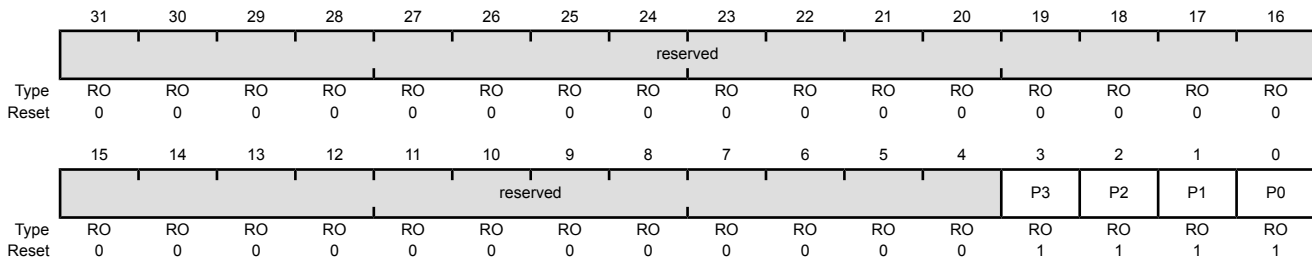 31 30 29 28 27 26 25 24 23 22 21 20 19 18 17 16
reserved
Type RO RO RO RO RO RO RO RO RO RO RO RO RO RO RO RO
Reset 0 0 0 0 0 0 0 0 0 0 0 0 0 0 0 0
15 14 13 12 11 10 9 8 7 6 5 4 3 2 1 0
reserved P3 P2 P1 P0
Type RO RO RO RO RO RO RO RO RO RO RO RO RO RO RO RO
Reset 0 0 0 0 0 0 0 0 0 0 0 0 1 1 1 1